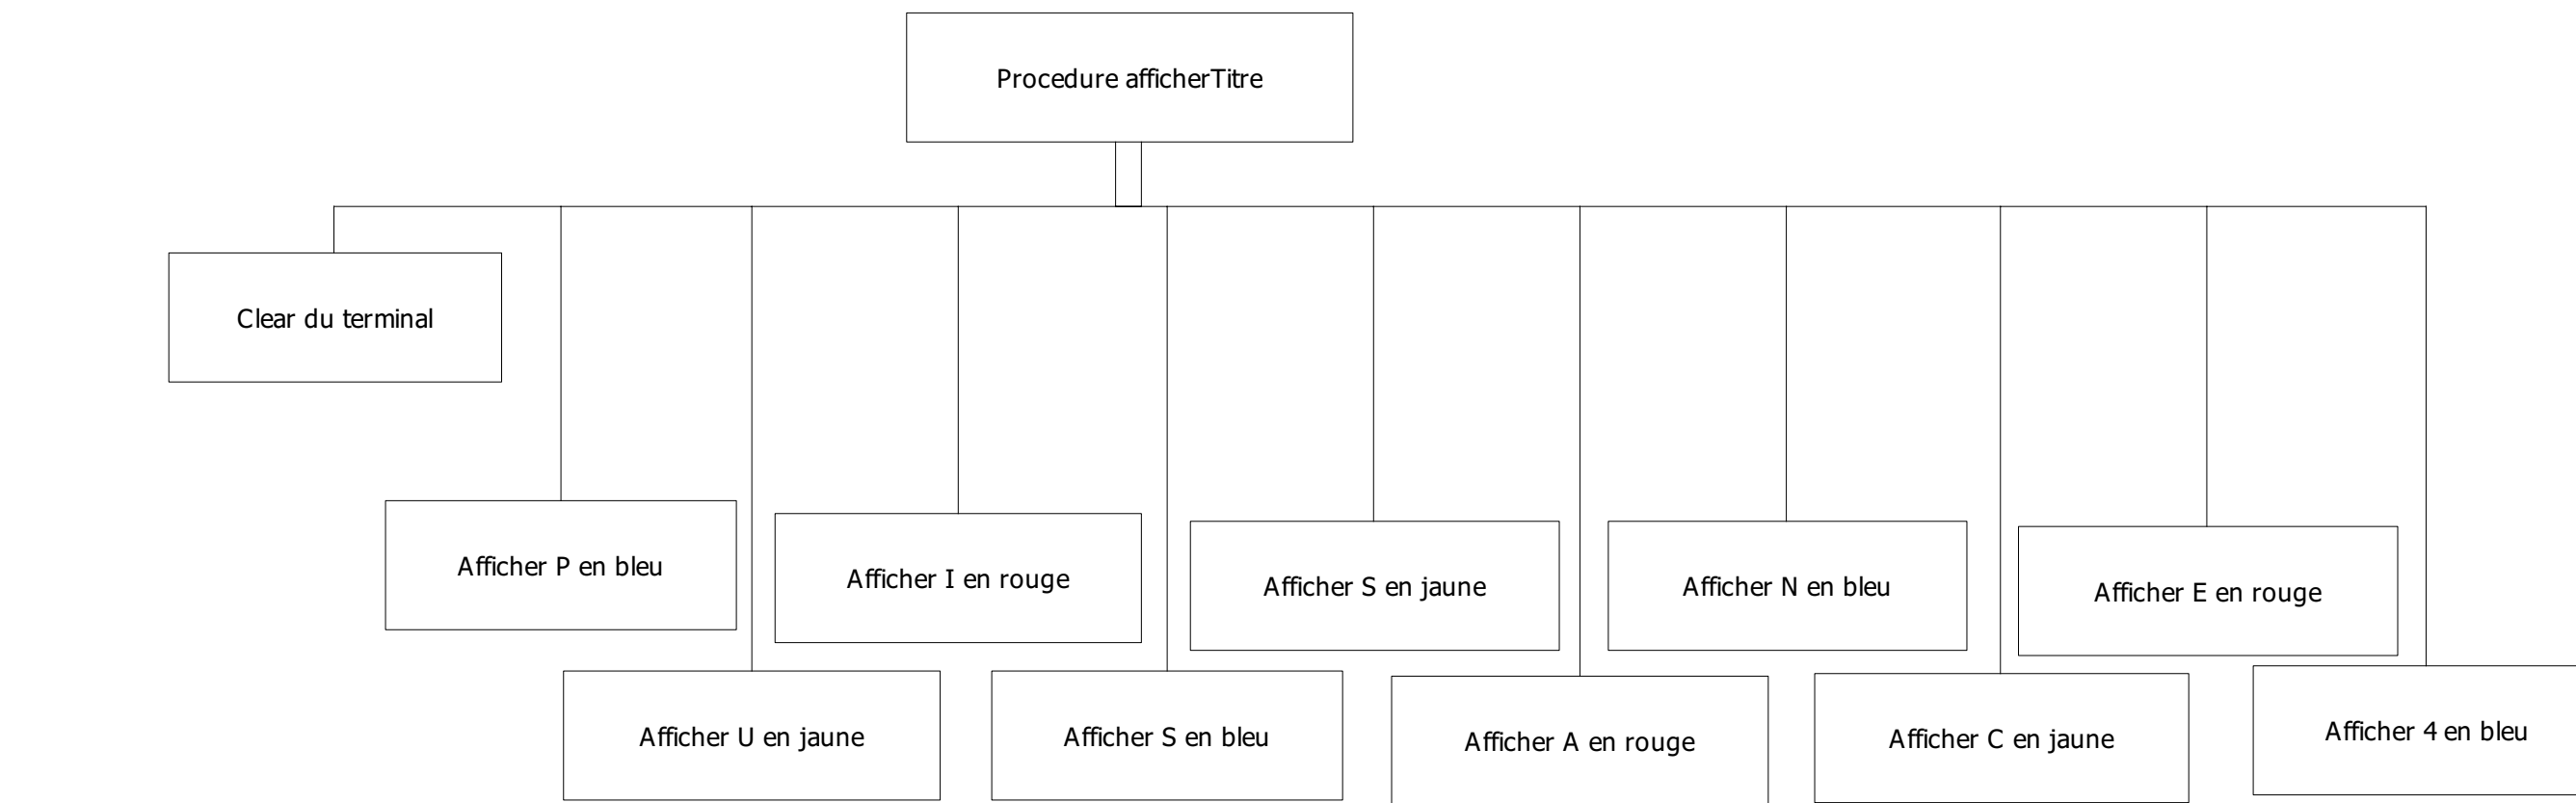 Procedure afficherTitre
Clear du terminal
Afficher P en bleu
Afficher U en jaune
Afficher I en rouge
Afficher S en bleu
Afficher S en jaune
Afficher A en rouge
Afficher N en bleu
Afficher C en jaune
Afficher E en rouge
Afficher 4 en bleu